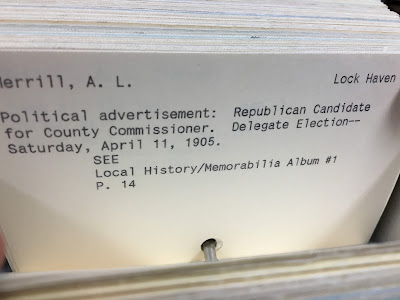 Merrill, A. L. Lock Haven
Political advertisement: Republican Candidate
for County Commissioner. Delegate Election--
Saturday, April 11, 1905.
SEE
Local History/Memorabilia Album #1
P. 14